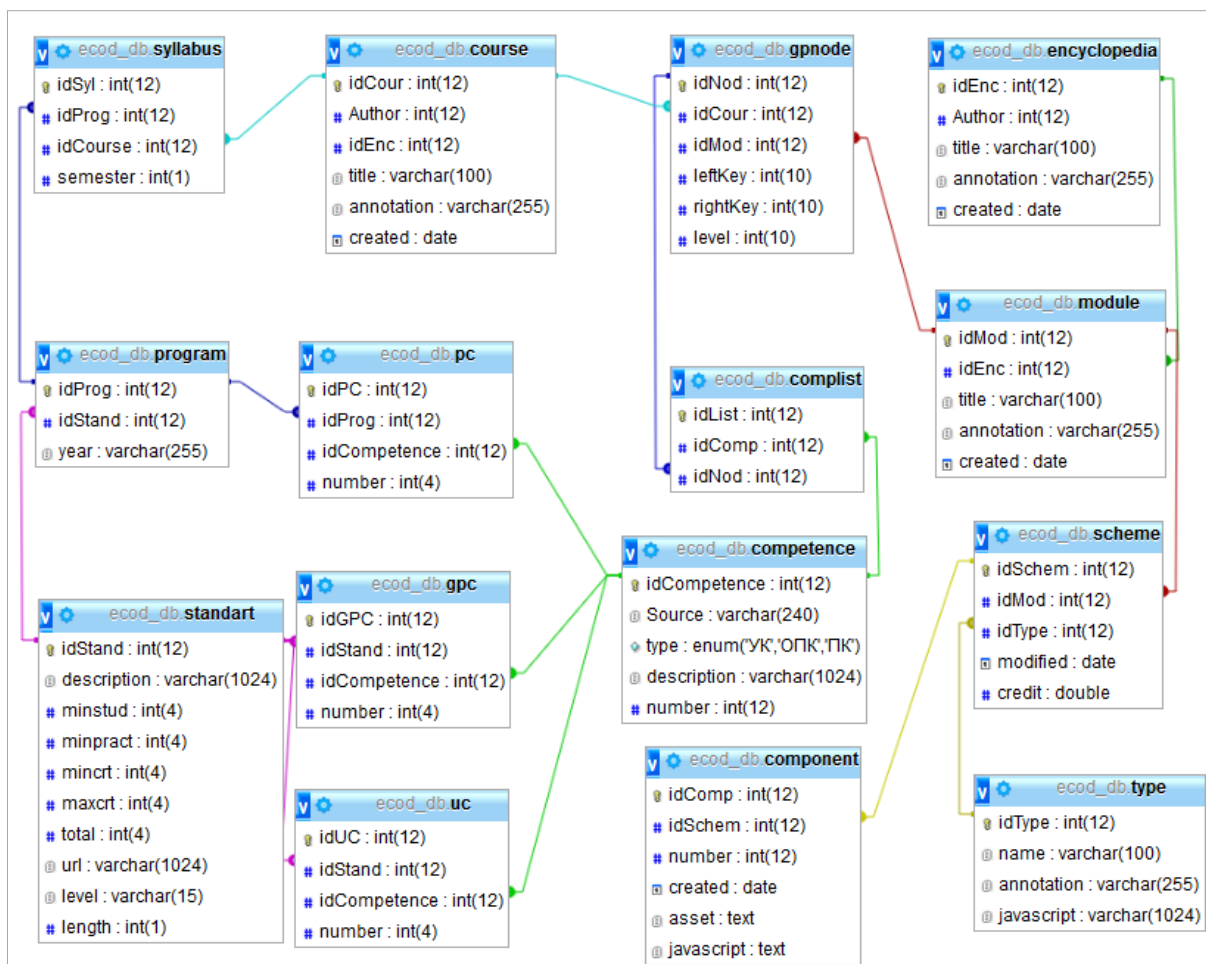 ecod_db.syllabus
idSyl : int(12)
idProg : int(12)
idCourse : int(12)
semester : int(1)
ecod_db.course
idCour : int(12)
Author : int(12)
idEnc : int(12)
title : varchar(100)
annotation : varchar(255)
created : date
ecod_db.gpnode
idNod : int(12)
idCour : int(12)
idMod : int(12)
leftKey : int(10)
rightKey : int(10)
level : int(10)
ecod_db.encyclopedia
idEnc : int(12)
Author : int(12)
title : varchar(100)
annotation : varchar(255)
created : date
ecod_db.program
idProg : int(12)
idStand : int(12)
year : varchar(255)
ecod_db.pc
idPC : int(12)
idProg : int(12)
idCompetence : int(12)
number : int(4)
ecod_db.complist
idList : int(12)
idComp : int(12)
idNod : int(12)
ecod_db.module
idMod : int(12)
idEnc : int(12)
title : varchar(100)
annotation : varchar(255)
created : date
ecod_db.standart
idStand : int(12)
description : varchar(1024)
minstud : int(4)
minpract : int(4)
mincrt : int(4)
maxcrt : int(4)
total : int(4)
url : varchar(1024)
level : varchar(15)
length : int(1)
ecod_db.gpc
idGPC : int(12)
idStand : int(12)
idCompetence : int(12)
number : int(4)
ecod_db.uc
idUC : int(12)
idStand : int(12)
idCompetence : int(12)
number : int(4)
ecod_db.competence
idCompetence : int(12)
Source : varchar(240)
type : enum('УК','ОПК','ПК')
description : varchar(1024)
number : int(12)
ecod_db.scheme
idSchem : int(12)
idMod : int(12)
idType : int(12)
modified : date
credit : double
ecod_db.component
idComp : int(12)
idSchem : int(12)
number : int(12)
created : date
asset : text
javascript : text
ecod_db.type
idType : int(12)
name : varchar(100)
annotation : varchar(255)
javascript : varchar(1024)